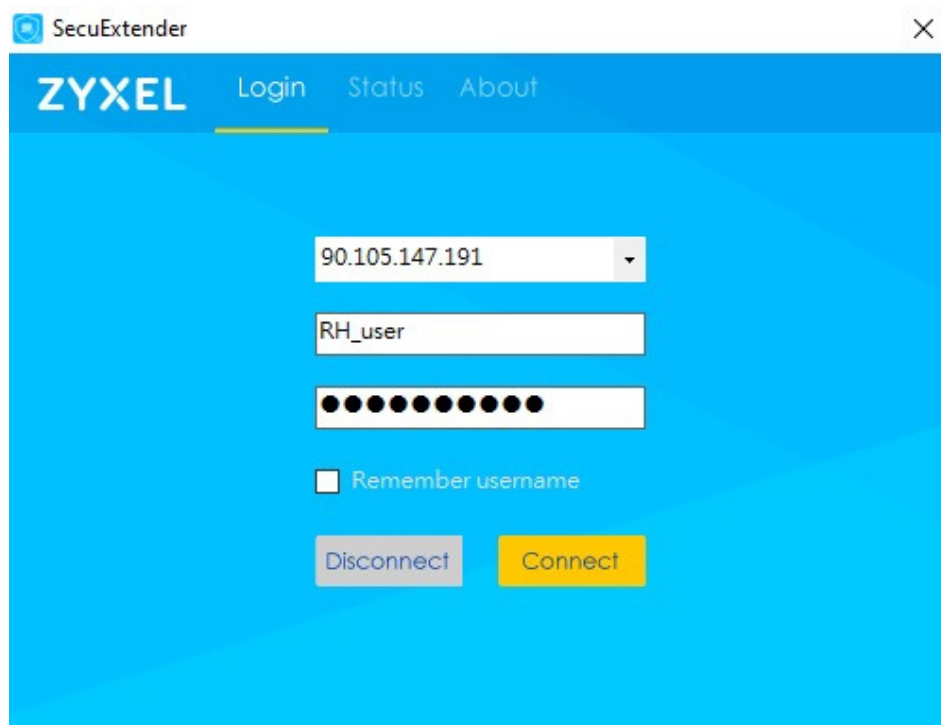 SecuExtender
ZYXEL Login Status About
90.105.147.191
RH_user
●●●●●●●●●●
Remember username
Disconnect Connect